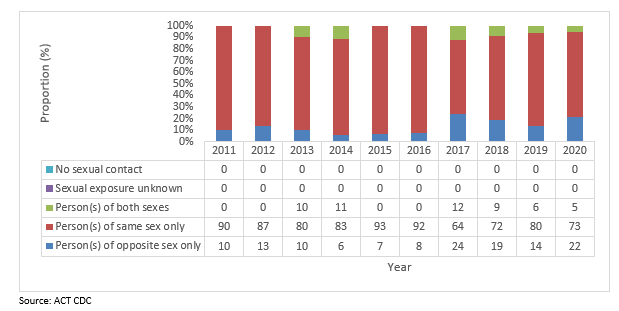 Proportion (%)
100%
90%
80%
70%
60%
50%
40%
30%
20%
10%
0%
2011 2012 2013 2014 2015 2016 2017 2018 2019 2020
No sexual contact 0 0 0 0 0 0 0 0 0 0
Sexual exposure unknown 0 0 0 0 0 0 0 0 0 0
Person(s) of both sexes 0 0 10 11 0 0 12 9 6 5
Person(s) of same sex only 90 87 80 83 93 92 64 72 80 73
Person(s) of opposite sex only 10 13 10 6 7 8 24 19 14 22
Year
Source: ACT CDC